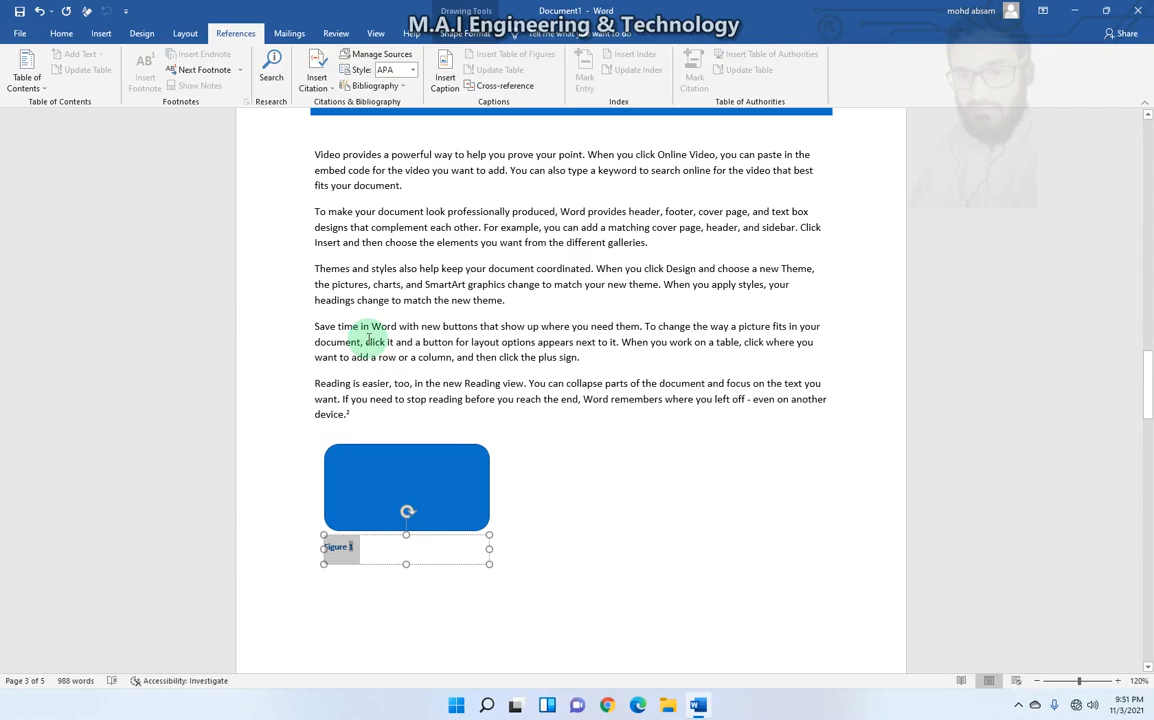 Drawing Tools
Document1 - Word
mohd absam
M.A.I Engineering & Technology
File Home Insert Design Layout References Mailings Review View Help Shape Format Tell me what you want to do Share
Table of Contents
Add Text
Update Table
Table of Contents
AB1
Insert Footnote
Insert Endnote
Next Footnote
Show Notes
Footnotes
Search
Research
Insert Citation
Manage Sources
Style: APA
Bibliography
Citations & Bibliography
Insert Caption
Insert Table of Figures
Update Table
Cross-reference
Captions
Mark Entry
Insert Index
Update Index
Index
Mark Citation
Insert Table of Authorities
Update Table
Table of Authorities
Video provides a powerful way to help you prove your point. When you click Online Video, you can paste in the
embed code for the video you want to add. You can also type a keyword to search online for the video that best
fits your document.
To make your document look professionally produced, Word provides header, footer, cover page, and text box
designs that complement each other. For example, you can add a matching cover page, header, and sidebar. Click
Insert and then choose the elements you want from the different galleries.
Themes and styles also help keep your document coordinated. When you click Design and choose a new Theme,
the pictures, charts, and SmartArt graphics change to match your new theme. When you apply styles, your
headings change to match the new theme.
Save time in Word with new buttons that show up where you need them. To change the way a picture fits in your
document, click it and a button for layout options appears next to it. When you work on a table, click where you
want to add a row or a column, and then click the plus sign.
Reading is easier, too, in the new Reading view. You can collapse parts of the document and focus on the text you
want. If you need to stop reading before you reach the end, Word remembers where you left off - even on another
device.²
Figure 1
Page 3 of 5 988 words Accessibility: Investigate 120%
9:51 PM
11/3/2021